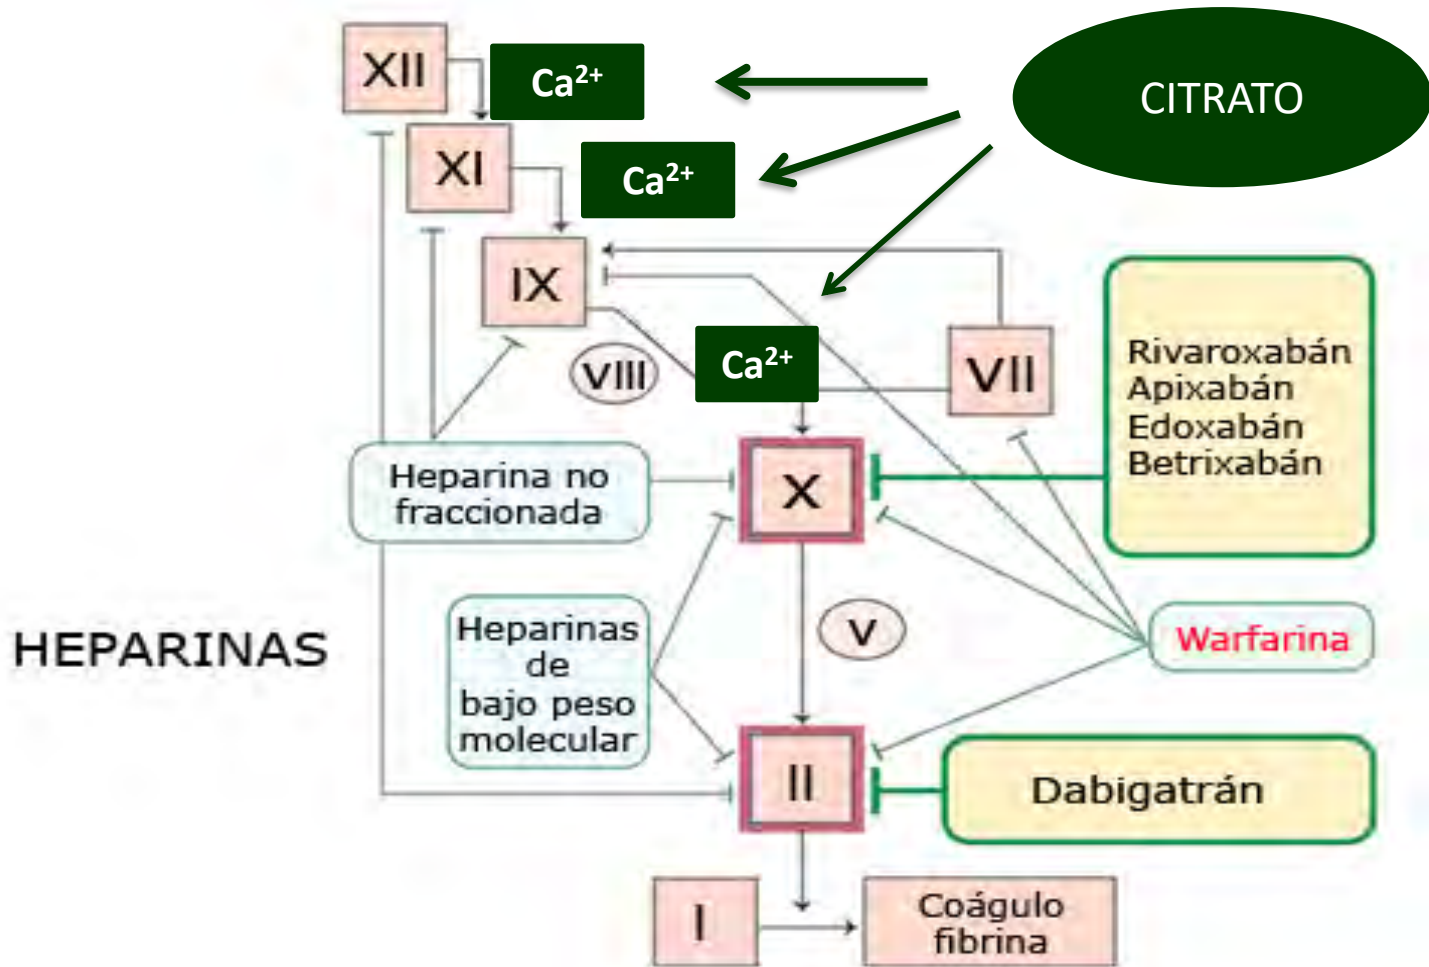 XII
Ca²⁺
CITRATO
XI
Ca²⁺
IX
VIII
Ca²⁺
VII
Rivaroxabán
Apixabán
Edoxabán
Betrixabán
Heparina no
fraccionada
X
HEPARINAS
Heparinas
de
bajo peso
molecular
V
Warfarina
II
Dabigatrán
I
Coágulo
fibrina